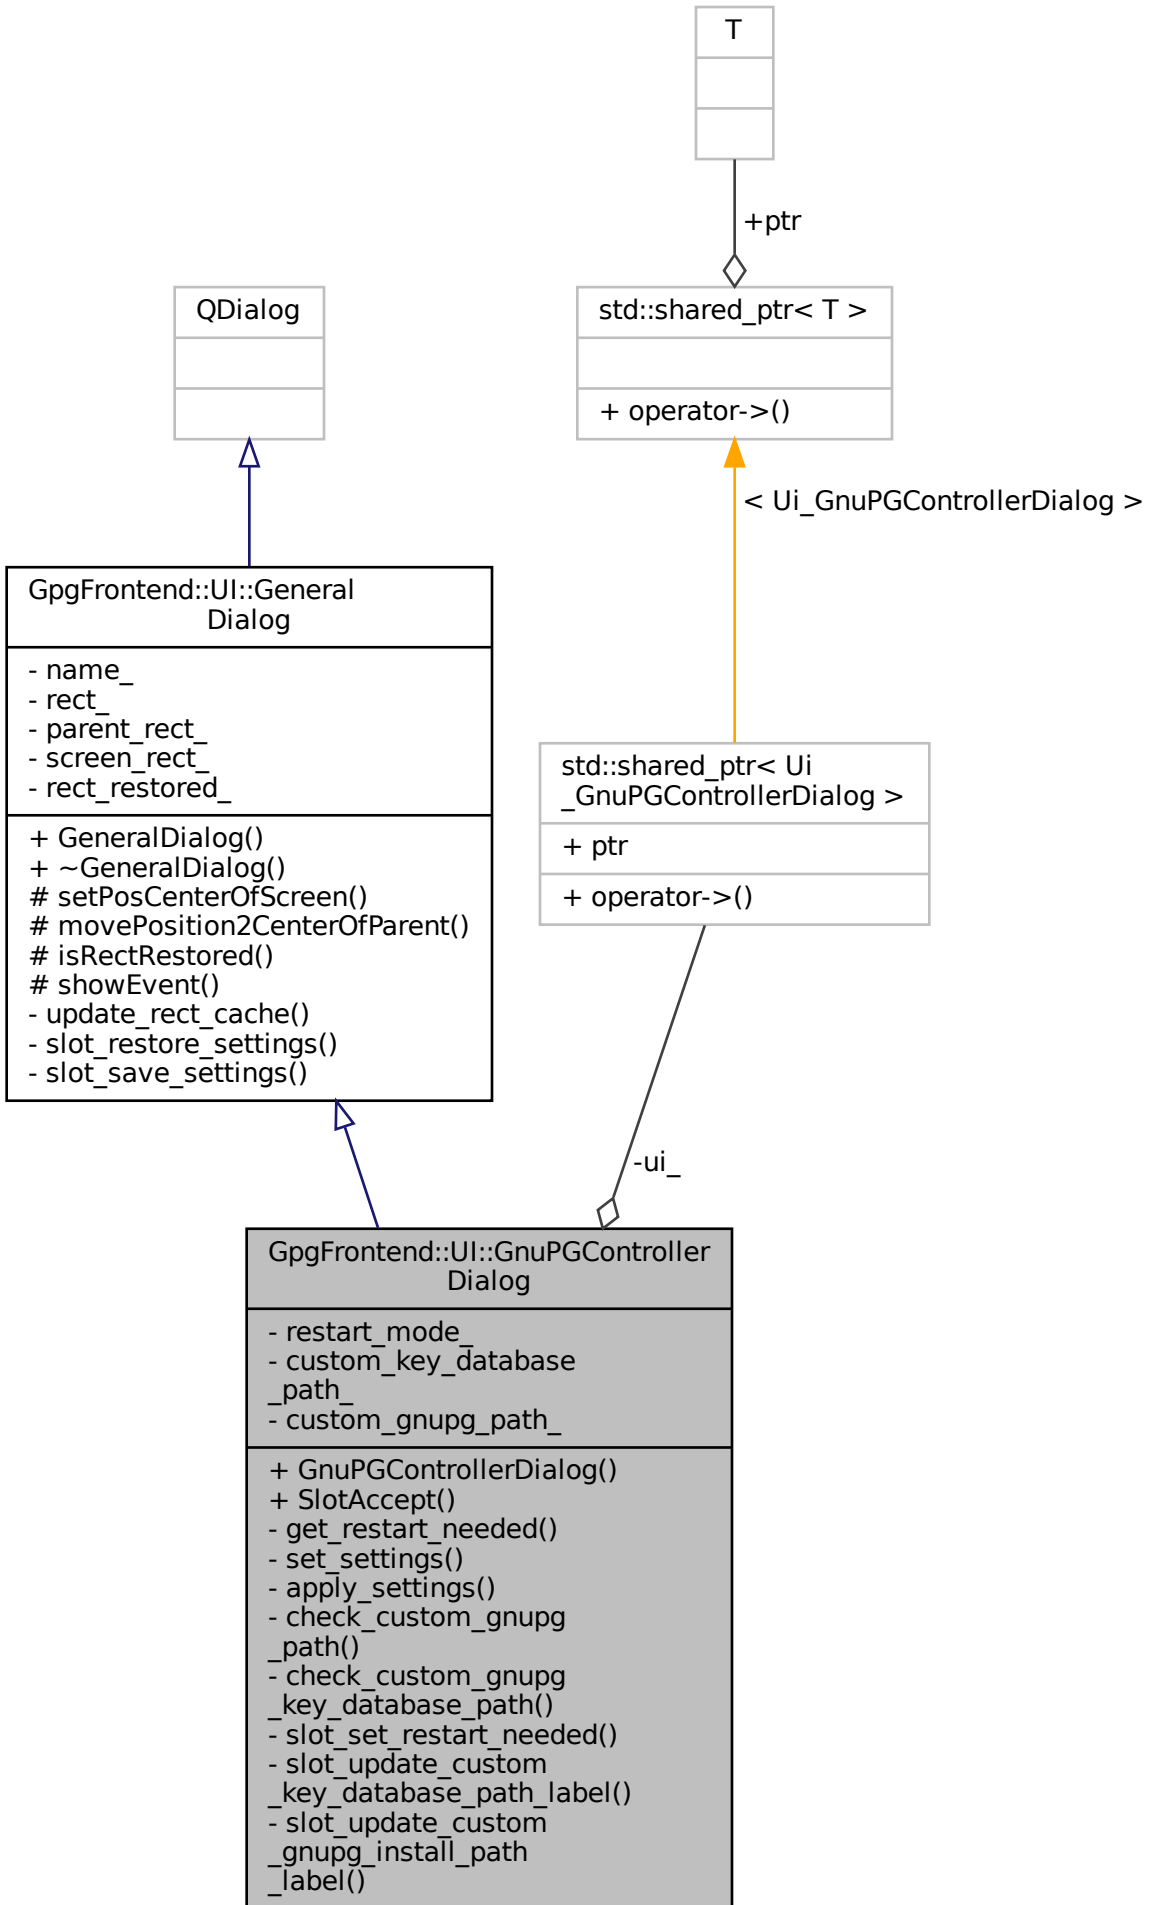 T
+ptr
QDialog
std::shared_ptr< T >
+ operator->()
< Ui_GnuPGControllerDialog >
GpgFrontend::UI::General
Dialog
- name_
- rect_
- parent_rect_
- screen_rect_
- rect_restored_
+ GeneralDialog()
+ ~GeneralDialog()
# setPosCenterOfScreen()
# movePosition2CenterOfParent()
# isRectRestored()
# showEvent()
- update_rect_cache()
- slot_restore_settings()
- slot_save_settings()
std::shared_ptr< Ui
_GnuPGControllerDialog >
+ ptr
+ operator->()
-ui_
GpgFrontend::UI::GnuPGController
Dialog
- restart_mode_
- custom_key_database
_path_
- custom_gnupg_path_
+ GnuPGControllerDialog()
+ SlotAccept()
- get_restart_needed()
- set_settings()
- apply_settings()
- check_custom_gnupg
_path()
- check_custom_gnupg
_key_database_path()
- slot_set_restart_needed()
- slot_update_custom
_key_database_path_label()
- slot_update_custom
_gnupg_install_path
_label()